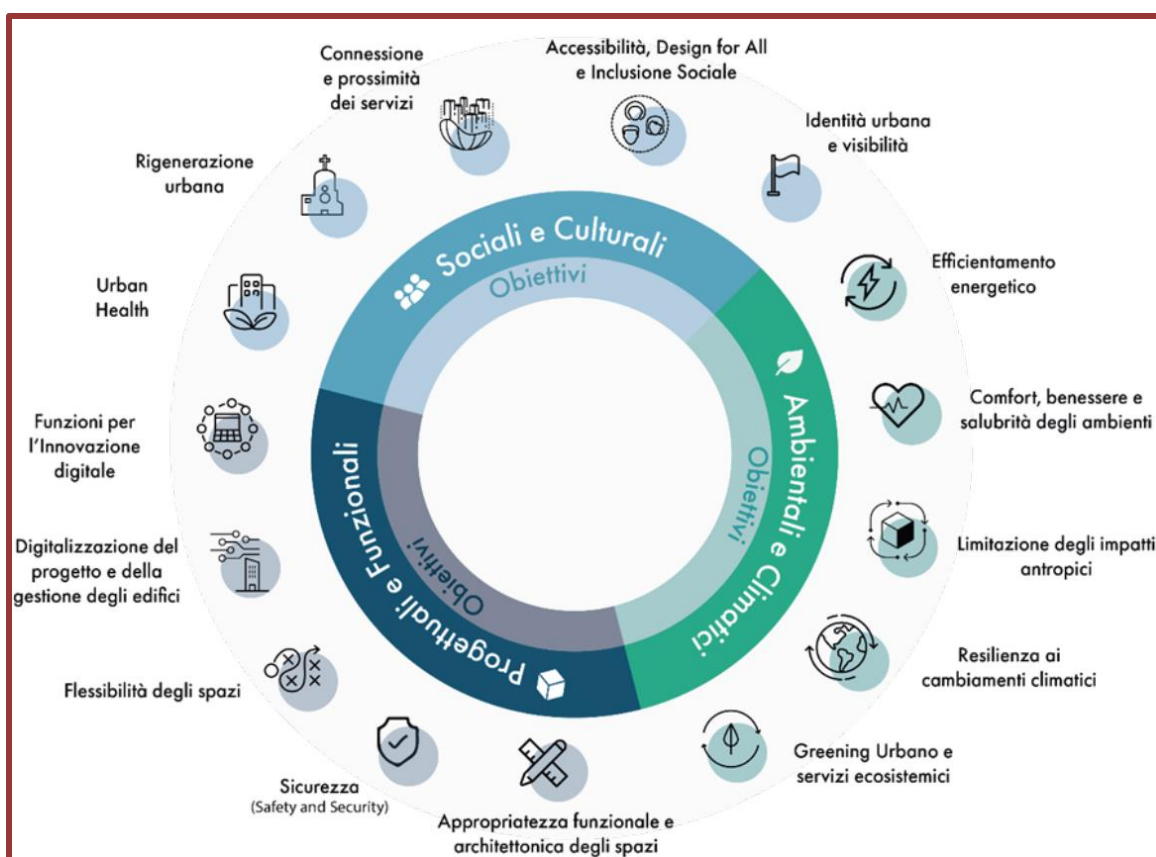 Connessione
e prossimità
dei servizi
Accessibilità, Design for All
e Inclusione Sociale
Identità urbana
e visibilità
Rigenerazione
urbana
Urban
Health
Efficientamento
energetico
Comfort, benessere e
salubrità degli ambienti
Funzioni per
l'Innovazione
digitale
Limitazione degli impatti
antropici
Digitalizzazione del
progetto e della
gestione degli edifici
Resilienza ai
cambiamenti climatici
Flessibilità degli spazi
Greening Urbano e
servizi ecosistemici
Sicurezza
(Safety and Security)
Appropriatezza funzionale e
architettonica degli spazi
Sociali e Culturali
Obiettivi
Ambientali e Climatici
Obiettivi
Progettuali e Funzionali
Obiettivi